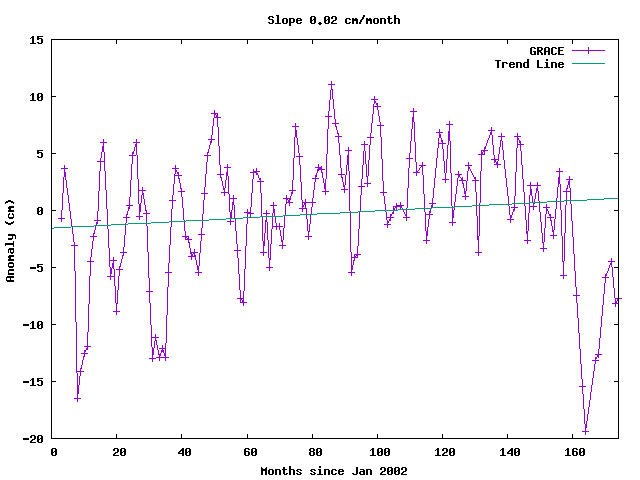 Slope 0.02 cm/month
GRACE
Trend Line
15
10
5
0
-5
-10
-15
-20
Anomaly (cm)
0 20 40 60 80 100 120 140 160
Months since Jan 2002